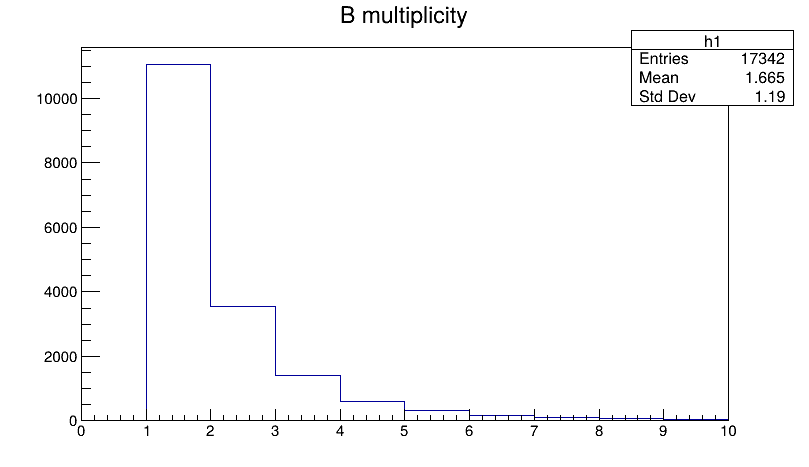 B multiplicity
h1
Entries 17342
Mean 1.665
Std Dev 1.19
10000
8000
6000
4000
2000
0
0 1 2 3 4 5 6 7 8 9 10